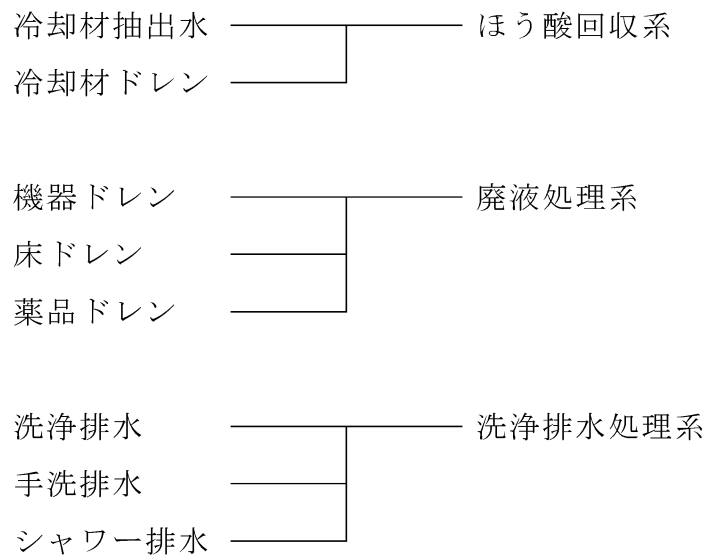 冷却材抽出水 ほう酸回収系
冷却材ドレン
機器ドレン 廃液処理系
床ドレン
薬品ドレン
洗浄排水 洗浄排水処理系
手洗排水
シャワー排水